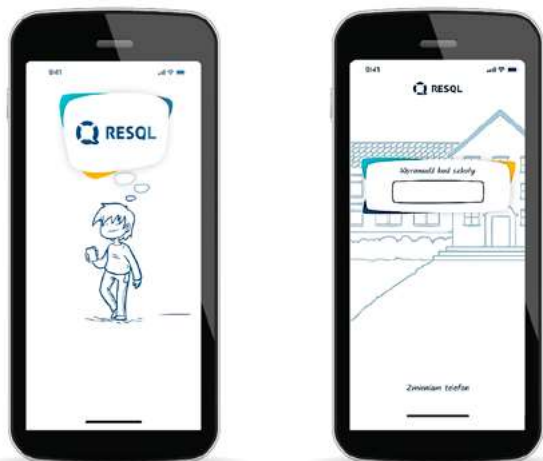 9:41
RESQL
9:41
RESQL
Wprowadź kod szkoły
Zmieniam telefon